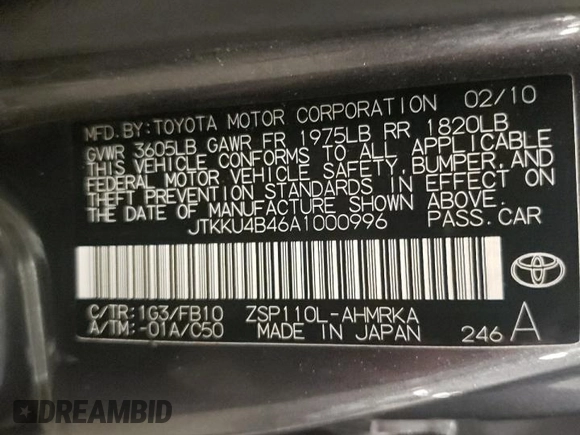 MFD. BY: TOYOTA MOTOR CORPORATION 02/10
GVWR 3605LB GAWR FR 1975LB RR 1820LB
THIS VEHICLE CONFORMS TO ALL APPLICABLE
FEDERAL MOTOR VEHICLE SAFETY, BUMPER, AND
THEFT PREVENTION STANDARDS IN EFFECT ON
THE DATE OF MANUFACTURE SHOWN ABOVE.
JTKKU4B46A1000996 PASS. CAR
C/TR: 1G3/FB10 ZSP110L-AHMRKA
A/TM: -01A/C50 MADE IN JAPAN 246 A
TOYOTA
DREAMBID